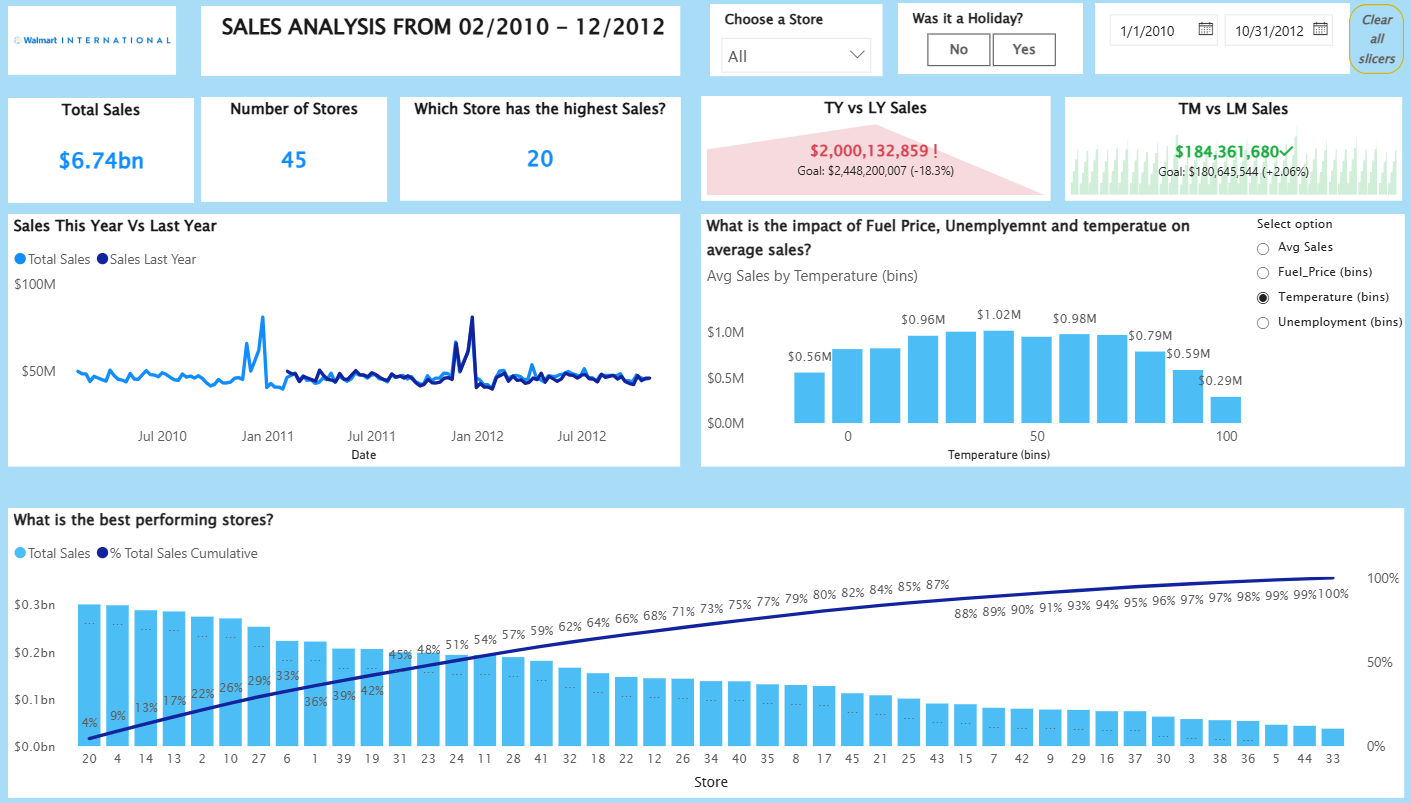 Walmart INTERNATIONAL
SALES ANALYSIS FROM 02/2010 – 12/2012
Choose a Store
All
Was it a Holiday?
No
Yes
1/1/2010
10/31/2012
Clear
all
slicers
Total Sales
$6.74bn
Number of Stores
45
Which Store has the highest Sales?
20
TY vs LY Sales
$2,000,132,859 !
Goal: $2,448,200,007 (-18.3%)
TM vs LM Sales
$184,361,680
Goal: $180,645,544 (+2.06%)
Sales This Year Vs Last Year
Total Sales
Sales Last Year
$100M
$50M
Jul 2010
Jan 2011
Jul 2011
Jan 2012
Jul 2012
Date
What is the impact of Fuel Price, Unemplyemnt and temperatue on
average sales?
Avg Sales by Temperature (bins)
$1.0M
$0.5M
$0.0M
$0.56M
$0.96M
$1.02M
$0.98M
$0.79M
$0.59M
$0.29M
0
50
100
Temperature (bins)
Select option
Avg Sales
Fuel_Price (bins)
Temperature (bins)
Unemployment (bins)
What is the best performing stores?
Total Sales
% Total Sales Cumulative
$0.3bn
$0.2bn
$0.1bn
$0.0bn
4% 9% 13% 17% 22% 26% 29% 33% 36% 39% 42% 45% 48% 51% 54% 57% 59% 62% 64% 66% 68% 71% 73% 75% 77% 79% 80% 82% 84% 85% 87% 88% 89% 90% 91% 93% 94% 95% 96% 97% 97% 98% 99% 99% 100%
100%
50%
0%
20 4 14 13 2 10 27 6 1 39 19 31 23 24 11 28 41 32 18 22 12 26 34 40 35 8 17 45 21 25 43 15 7 42 9 29 16 37 30 3 38 36 5 44 33
Store